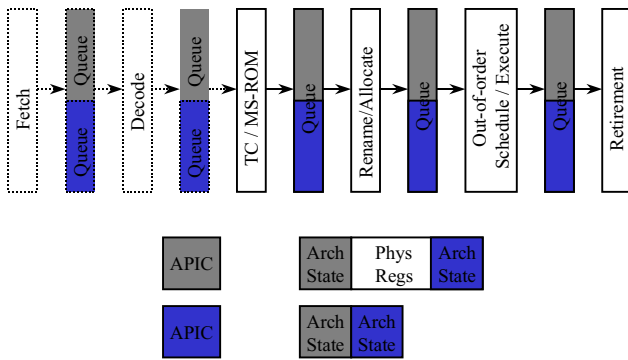 Fetch
Queue
Queue
Decode
Queue
Queue
TC / MS-ROM
Queue
Rename/Allocate
Queue
Out-of-order
Schedule / Execute
Queue
Retirement
APIC
Arch
State
Phys
Regs
Arch
State
APIC
Arch
State
Arch
State